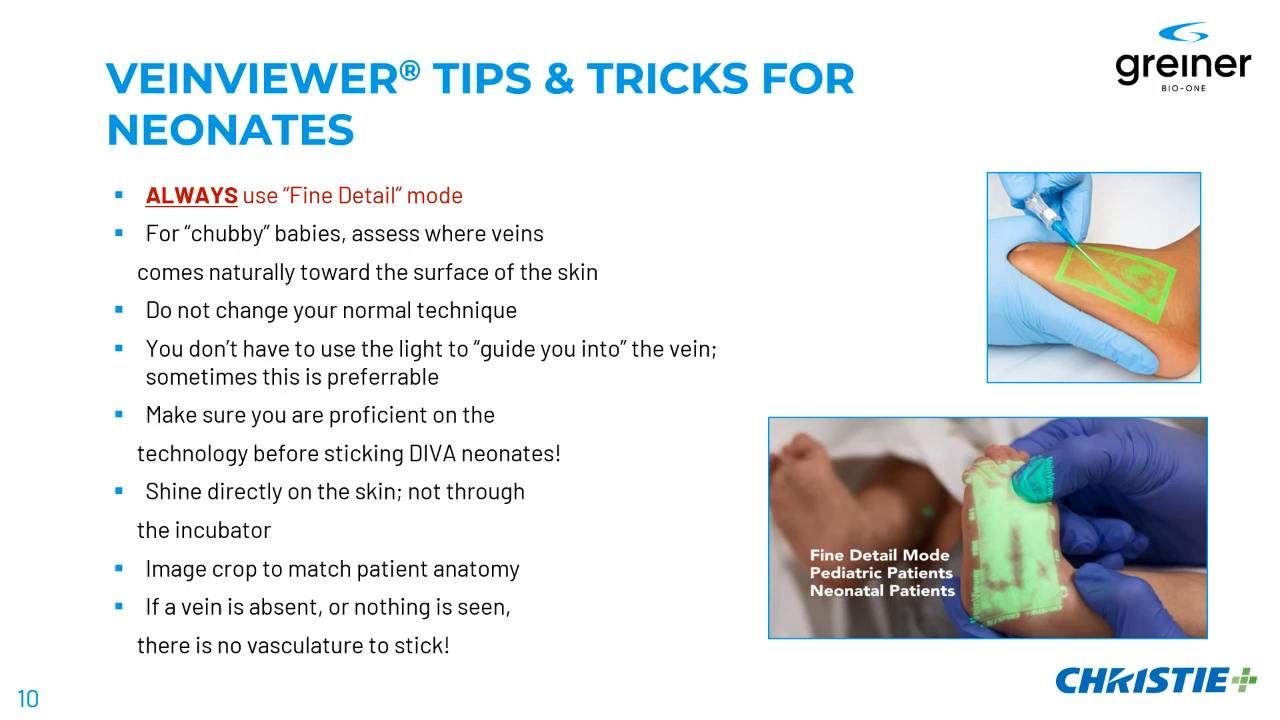 VEINVIEWER® TIPS & TRICKS FOR
NEONATES
greiner
BIO-ONE
▪ ALWAYS use “Fine Detail” mode
▪ For “chubby” babies, assess where veins
comes naturally toward the surface of the skin
▪ Do not change your normal technique
▪ You don’t have to use the light to “guide you into” the vein;
sometimes this is preferrable
▪ Make sure you are proficient on the
technology before sticking DIVA neonates!
▪ Shine directly on the skin; not through
the incubator
▪ Image crop to match patient anatomy
▪ If a vein is absent, or nothing is seen,
there is no vasculature to stick!
Fine Detail Mode
Pediatric Patients
Neonatal Patients
CHRISTIE+
10